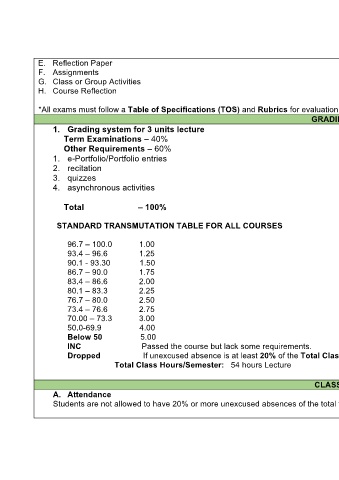 E. Reflection Paper
F. Assignments
G. Class or Group Activities
H. Course Reflection
*All exams must follow a Table of Specifications (TOS) and Rubrics for evaluation
GRADI
1. Grading system for 3 units lecture
Term Examinations – 40%
Other Requirements – 60%
1. e-Portfolio/Portfolio entries
2. recitation
3. quizzes
4. asynchronous activities
Total – 100%
STANDARD TRANSMUTATION TABLE FOR ALL COURSES
96.7 – 100.0 1.00
93,4 – 96.6 1.25
90.1 - 93.30 1.50
86.7 – 90.0 1.75
83,4 – 86.6 2.00
80,1 – 83.3 2.25
76.7 – 80.0 2.50
73.4 – 76.6 2.75
70.00 – 73.3 3.00
50,0-69.9 4.00
Below 50 5.00
INC Passed the course but lack some requirements.
Dropped If unexcused absence is at least 20% of the Total Clas
Total Class Hours/Semester: 54 hours Lecture
CLASS
A. Attendance
Students are not allowed to have 20% or more unexcused absences of the total